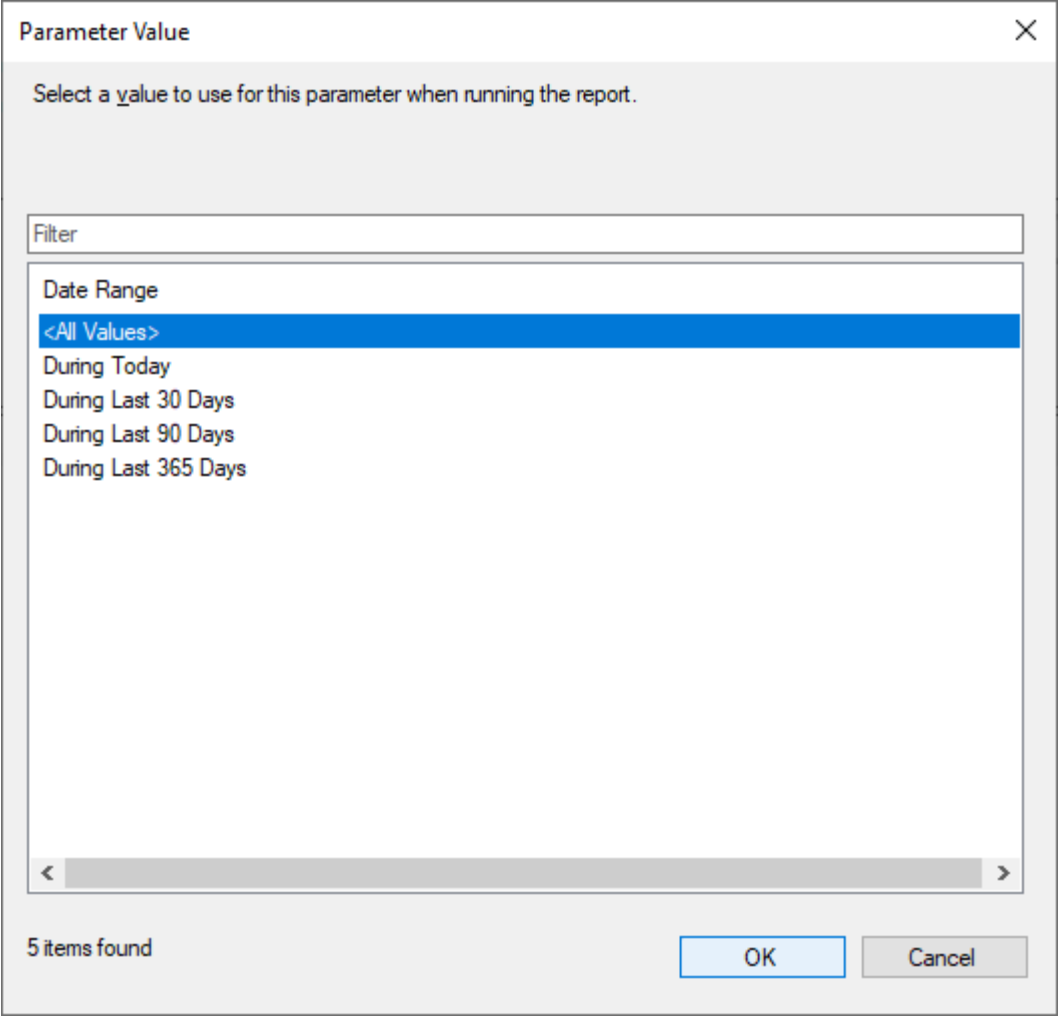 Parameter Value
Select a value to use for this parameter when running the report.
Filter
Date Range
<All Values>
During Today
During Last 30 Days
During Last 90 Days
During Last 365 Days
5 items found
OK
Cancel